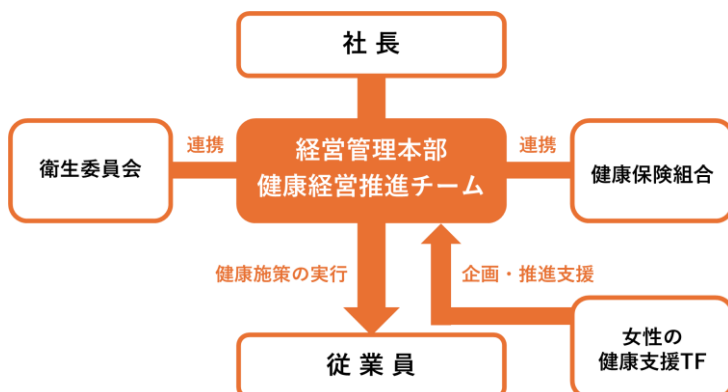 社長
経営管理本部
健康経営推進チーム
衛生委員会
連携
連携
健康保険組合
健康施策の実行
企画・推進支援
従業員
女性の
健康支援TF